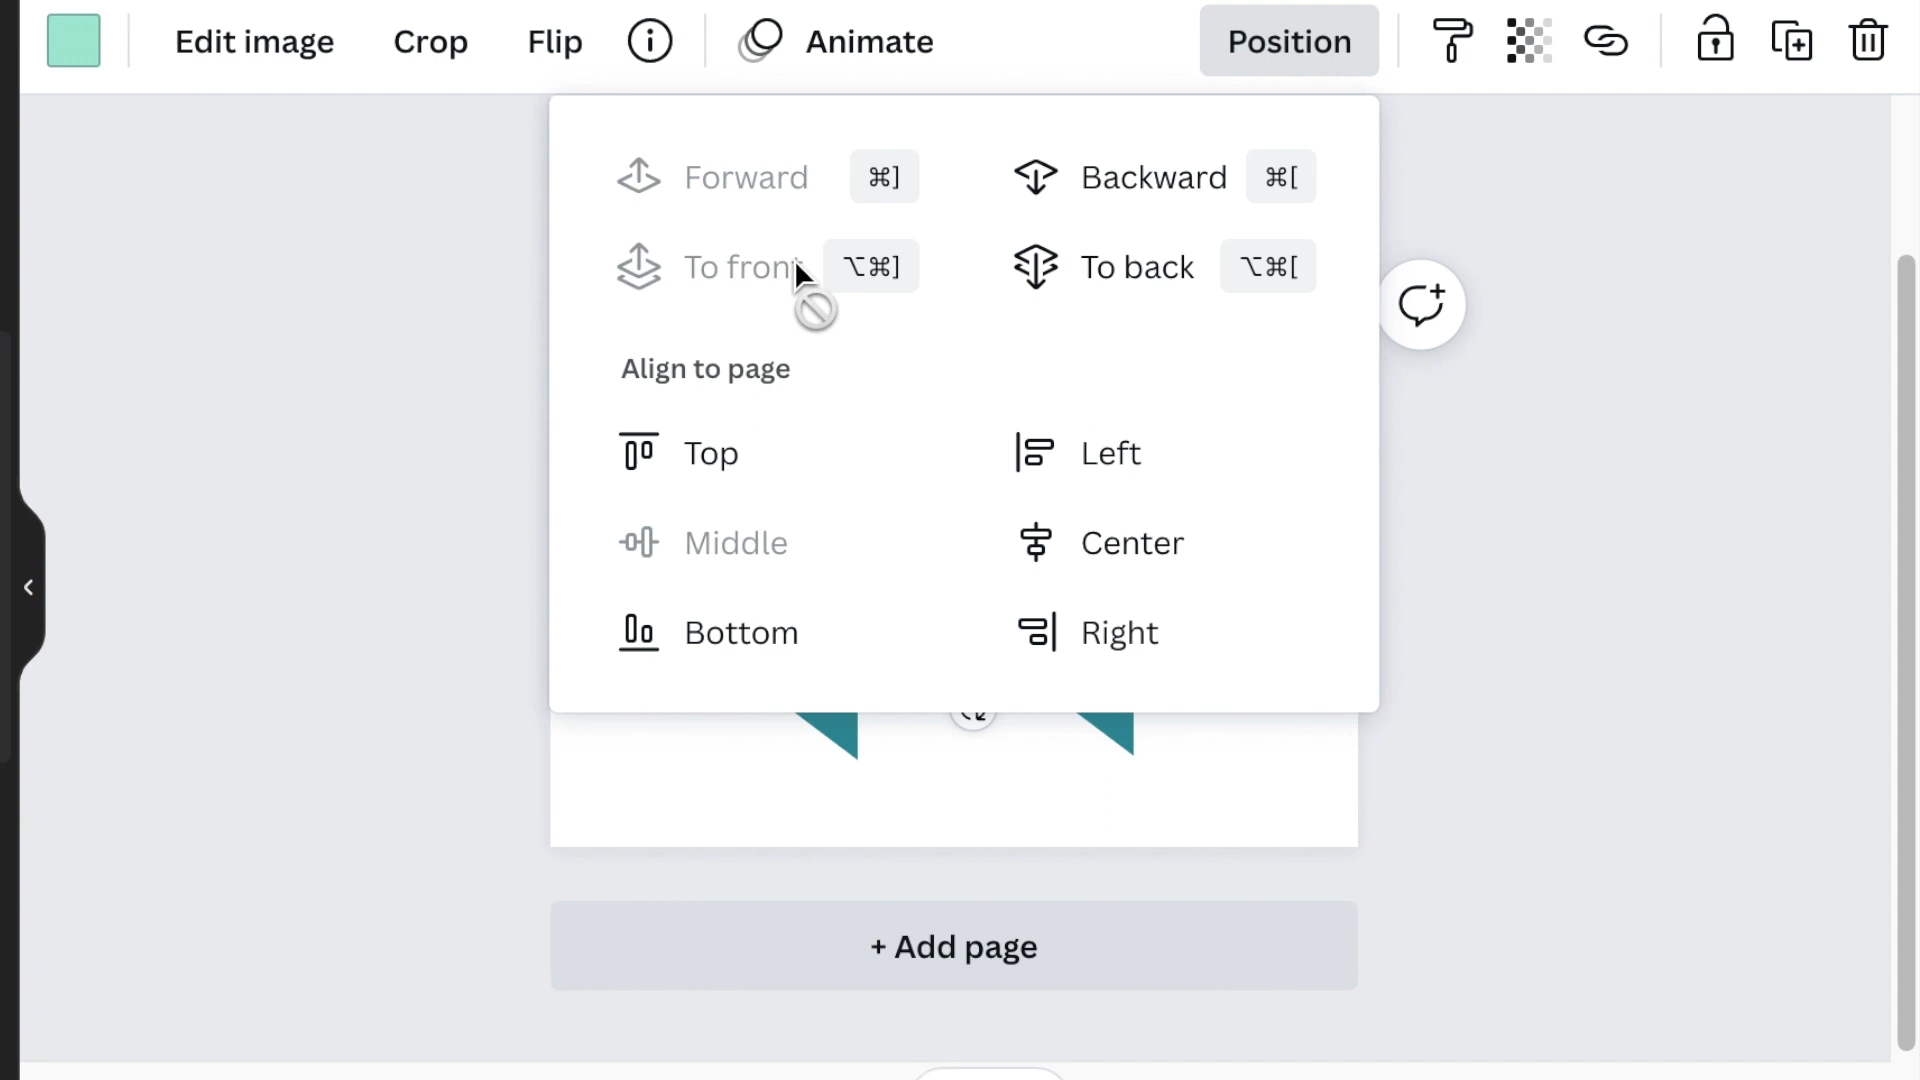 Edit image Crop Flip Animate Position
Forward ⌘] Backward ⌘[
To front ⌥⌘] To back ⌥⌘[
Align to page
Top Left
Middle Center
Bottom Right
+ Add page